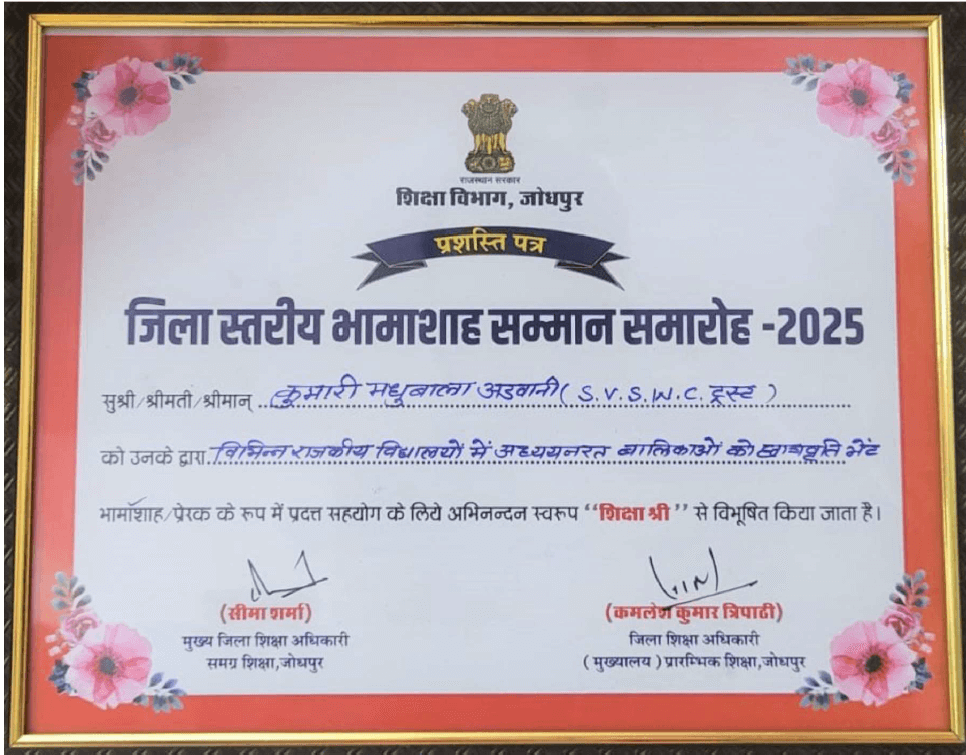 राजस्थान सरकार
शिक्षा विभाग, जोधपुर
प्रशस्ति पत्र
जिला स्तरीय भामाशाह सम्मान समारोह -2025
सुश्री/श्रीमती/श्रीमान् कुमारी मधुबाला अडवानी ( S.V.S.W.C. ट्रस्ट )
को उनके द्वारा विभिन्न राजकीय विद्यालयों में अध्ययनरत बालिकाओं को छात्रवृति भेंट
भामाँशाह/प्रेरक के रूप में प्रदत्त सहयोग के लिये अभिनन्दन स्वरूप “शिक्षा श्री” से विभूषित किया जाता है।
(सीमा शर्मा)
मुख्य जिला शिक्षा अधिकारी
समग्र शिक्षा,जोधपुर
(कमलेश कुमार त्रिपाठी)
जिला शिक्षा अधिकारी
( मुख्यालय ) प्रारम्भिक शिक्षा,जोधपुर